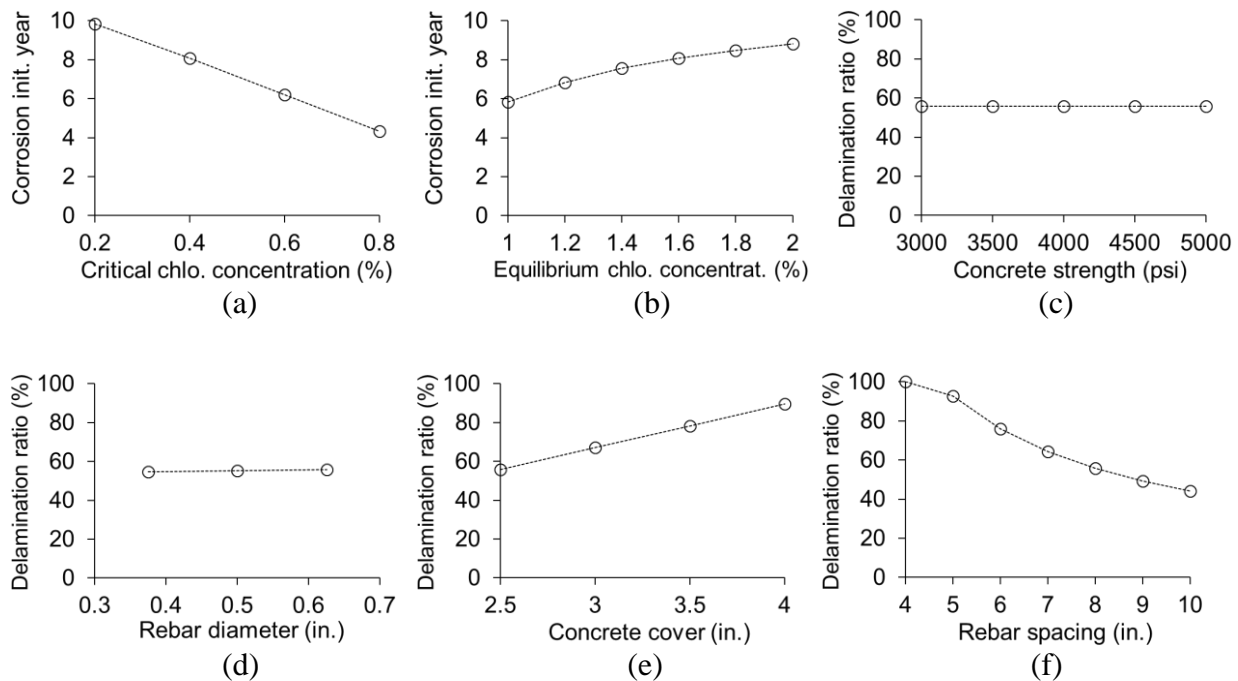 Corrosion init. year
10
8
6
4
2
0
0.2 0.4 0.6 0.8
Critical chlo. concentration (%)
(a)
Corrosion init. year
10
8
6
4
2
0
1 1.2 1.4 1.6 1.8 2
Equilibrium chlo. concentrat. (%)
(b)
Delamination ratio (%)
100
80
60
40
20
0
3000 3500 4000 4500 5000
Concrete strength (psi)
(c)
Delamination ratio (%)
100
80
60
40
20
0
0.3 0.4 0.5 0.6 0.7
Rebar diameter (in.)
(d)
Delamination ratio (%)
100
80
60
40
20
0
2.5 3 3.5 4
Concrete cover (in.)
(e)
Delamination ratio (%)
100
80
60
40
20
0
4 5 6 7 8 9 10
Rebar spacing (in.)
(f)